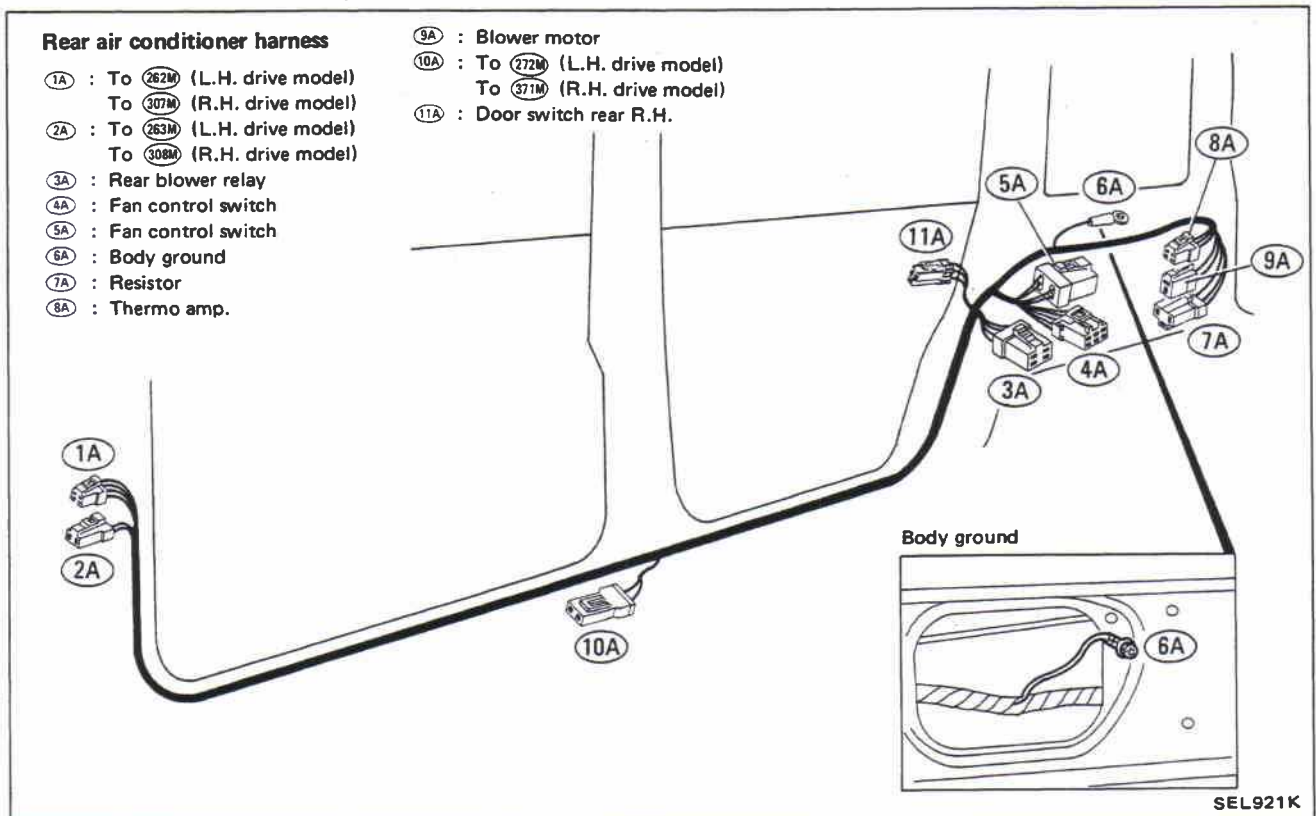 Rear air conditioner harness
1A : To 262M (L.H. drive model)
To 307M (R.H. drive model)
2A : To 263M (L.H. drive model)
To 308M (R.H. drive model)
3A : Rear blower relay
4A : Fan control switch
5A : Fan control switch
6A : Body ground
7A : Resistor
8A : Thermo amp.
9A : Blower motor
10A : To 272M (L.H. drive model)
To 371M (R.H. drive model)
11A : Door switch rear R.H.
8A
5A
6A
11A
9A
7A
4A
3A
1A
2A
10A
Body ground
6A
SEL921K